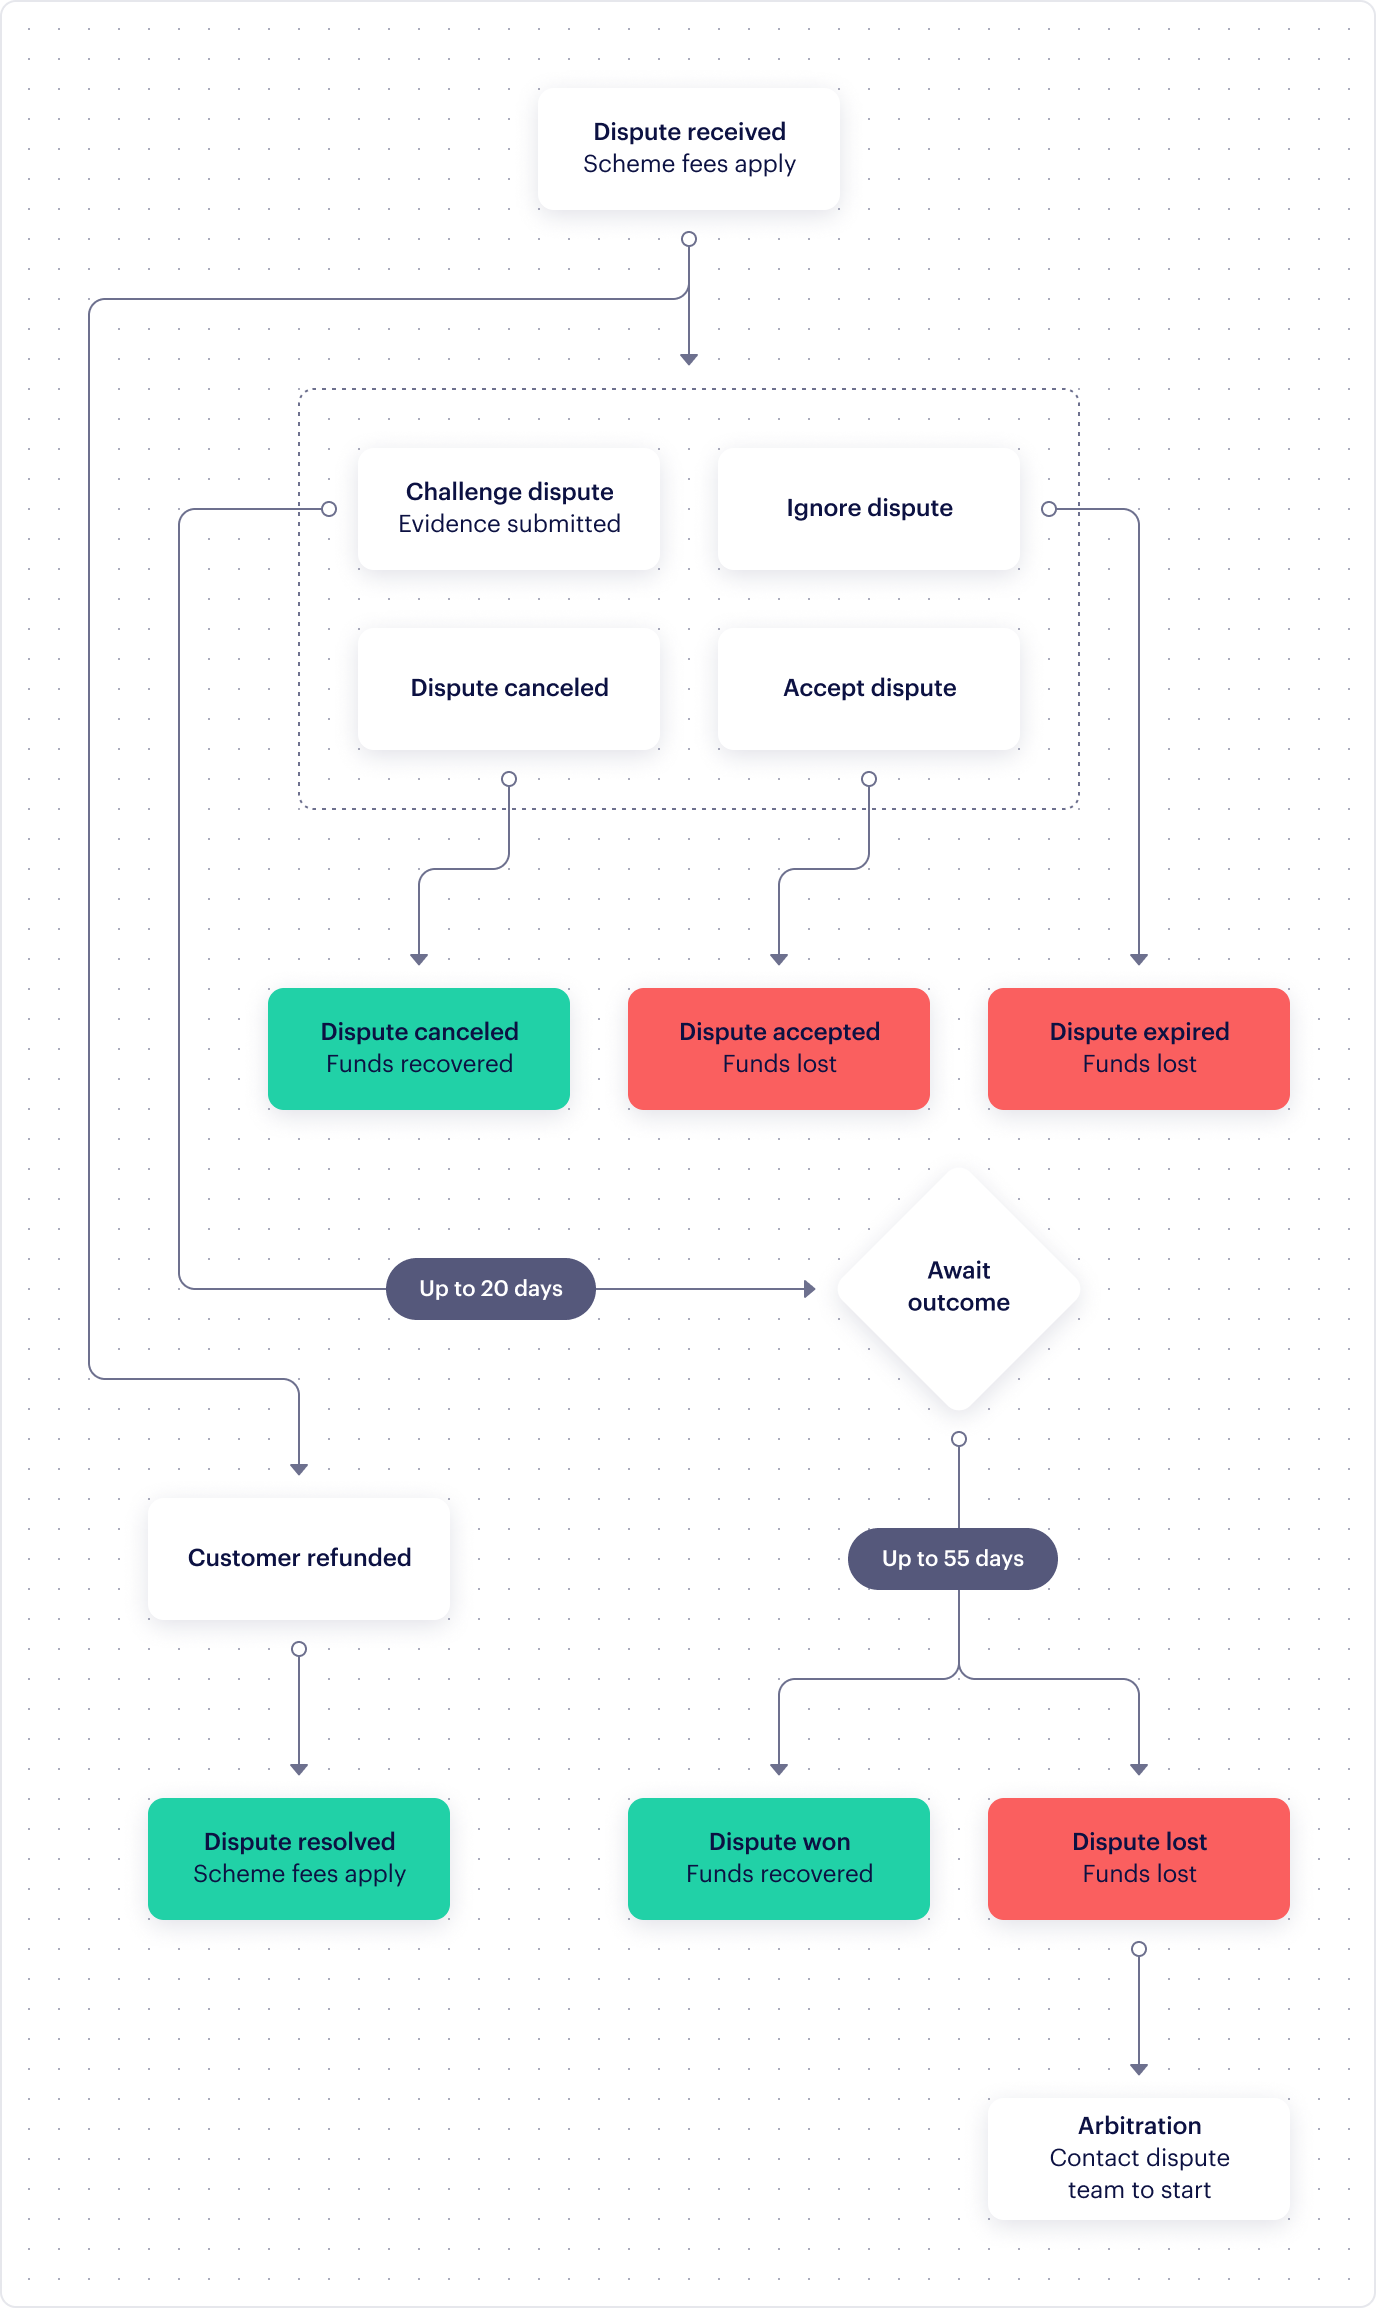 Dispute received
Scheme fees apply
Challenge dispute
Evidence submitted
Ignore dispute
Dispute canceled
Accept dispute
Dispute canceled
Funds recovered
Dispute accepted
Funds lost
Dispute expired
Funds lost
Up to 20 days
Await
outcome
Customer refunded
Up to 55 days
Dispute resolved
Scheme fees apply
Dispute won
Funds recovered
Dispute lost
Funds lost
Arbitration
Contact dispute
team to start